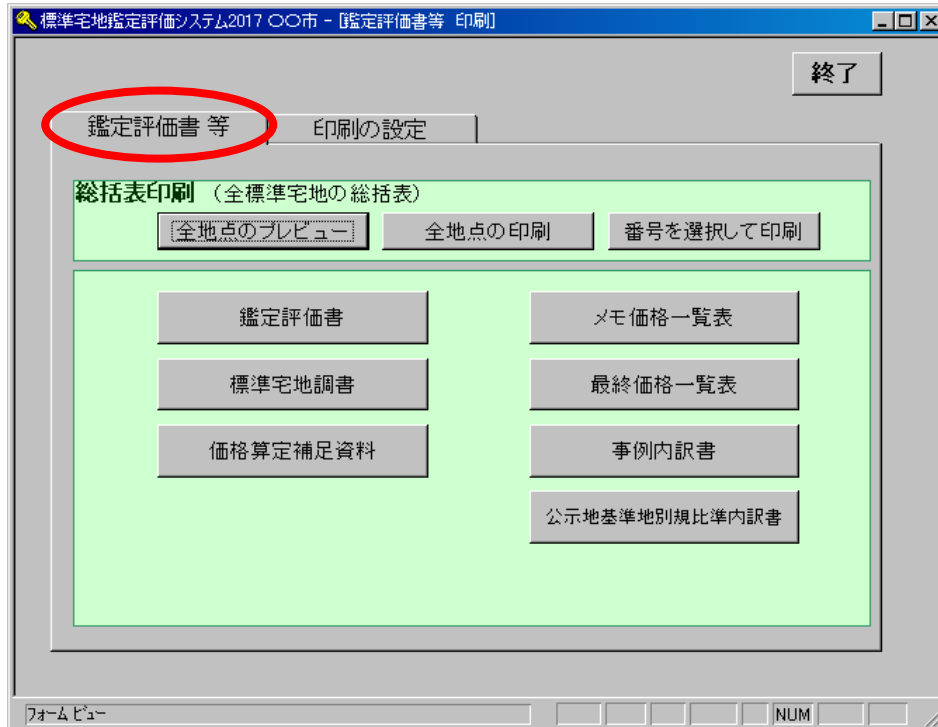 標準宅地鑑定評価システム2017 〇〇市 - [鑑定評価書等 印刷]
終了
鑑定評価書 等
印刷の設定
総括表印刷 （全標準宅地の総括表）
全地点のプレビュー
全地点の印刷
番号を選択して印刷
鑑定評価書
メモ価格一覧表
標準宅地調書
最終価格一覧表
価格算定補足資料
事例内訳書
公示地基準地別規比準内訳書
フォーム ビュー
NUM